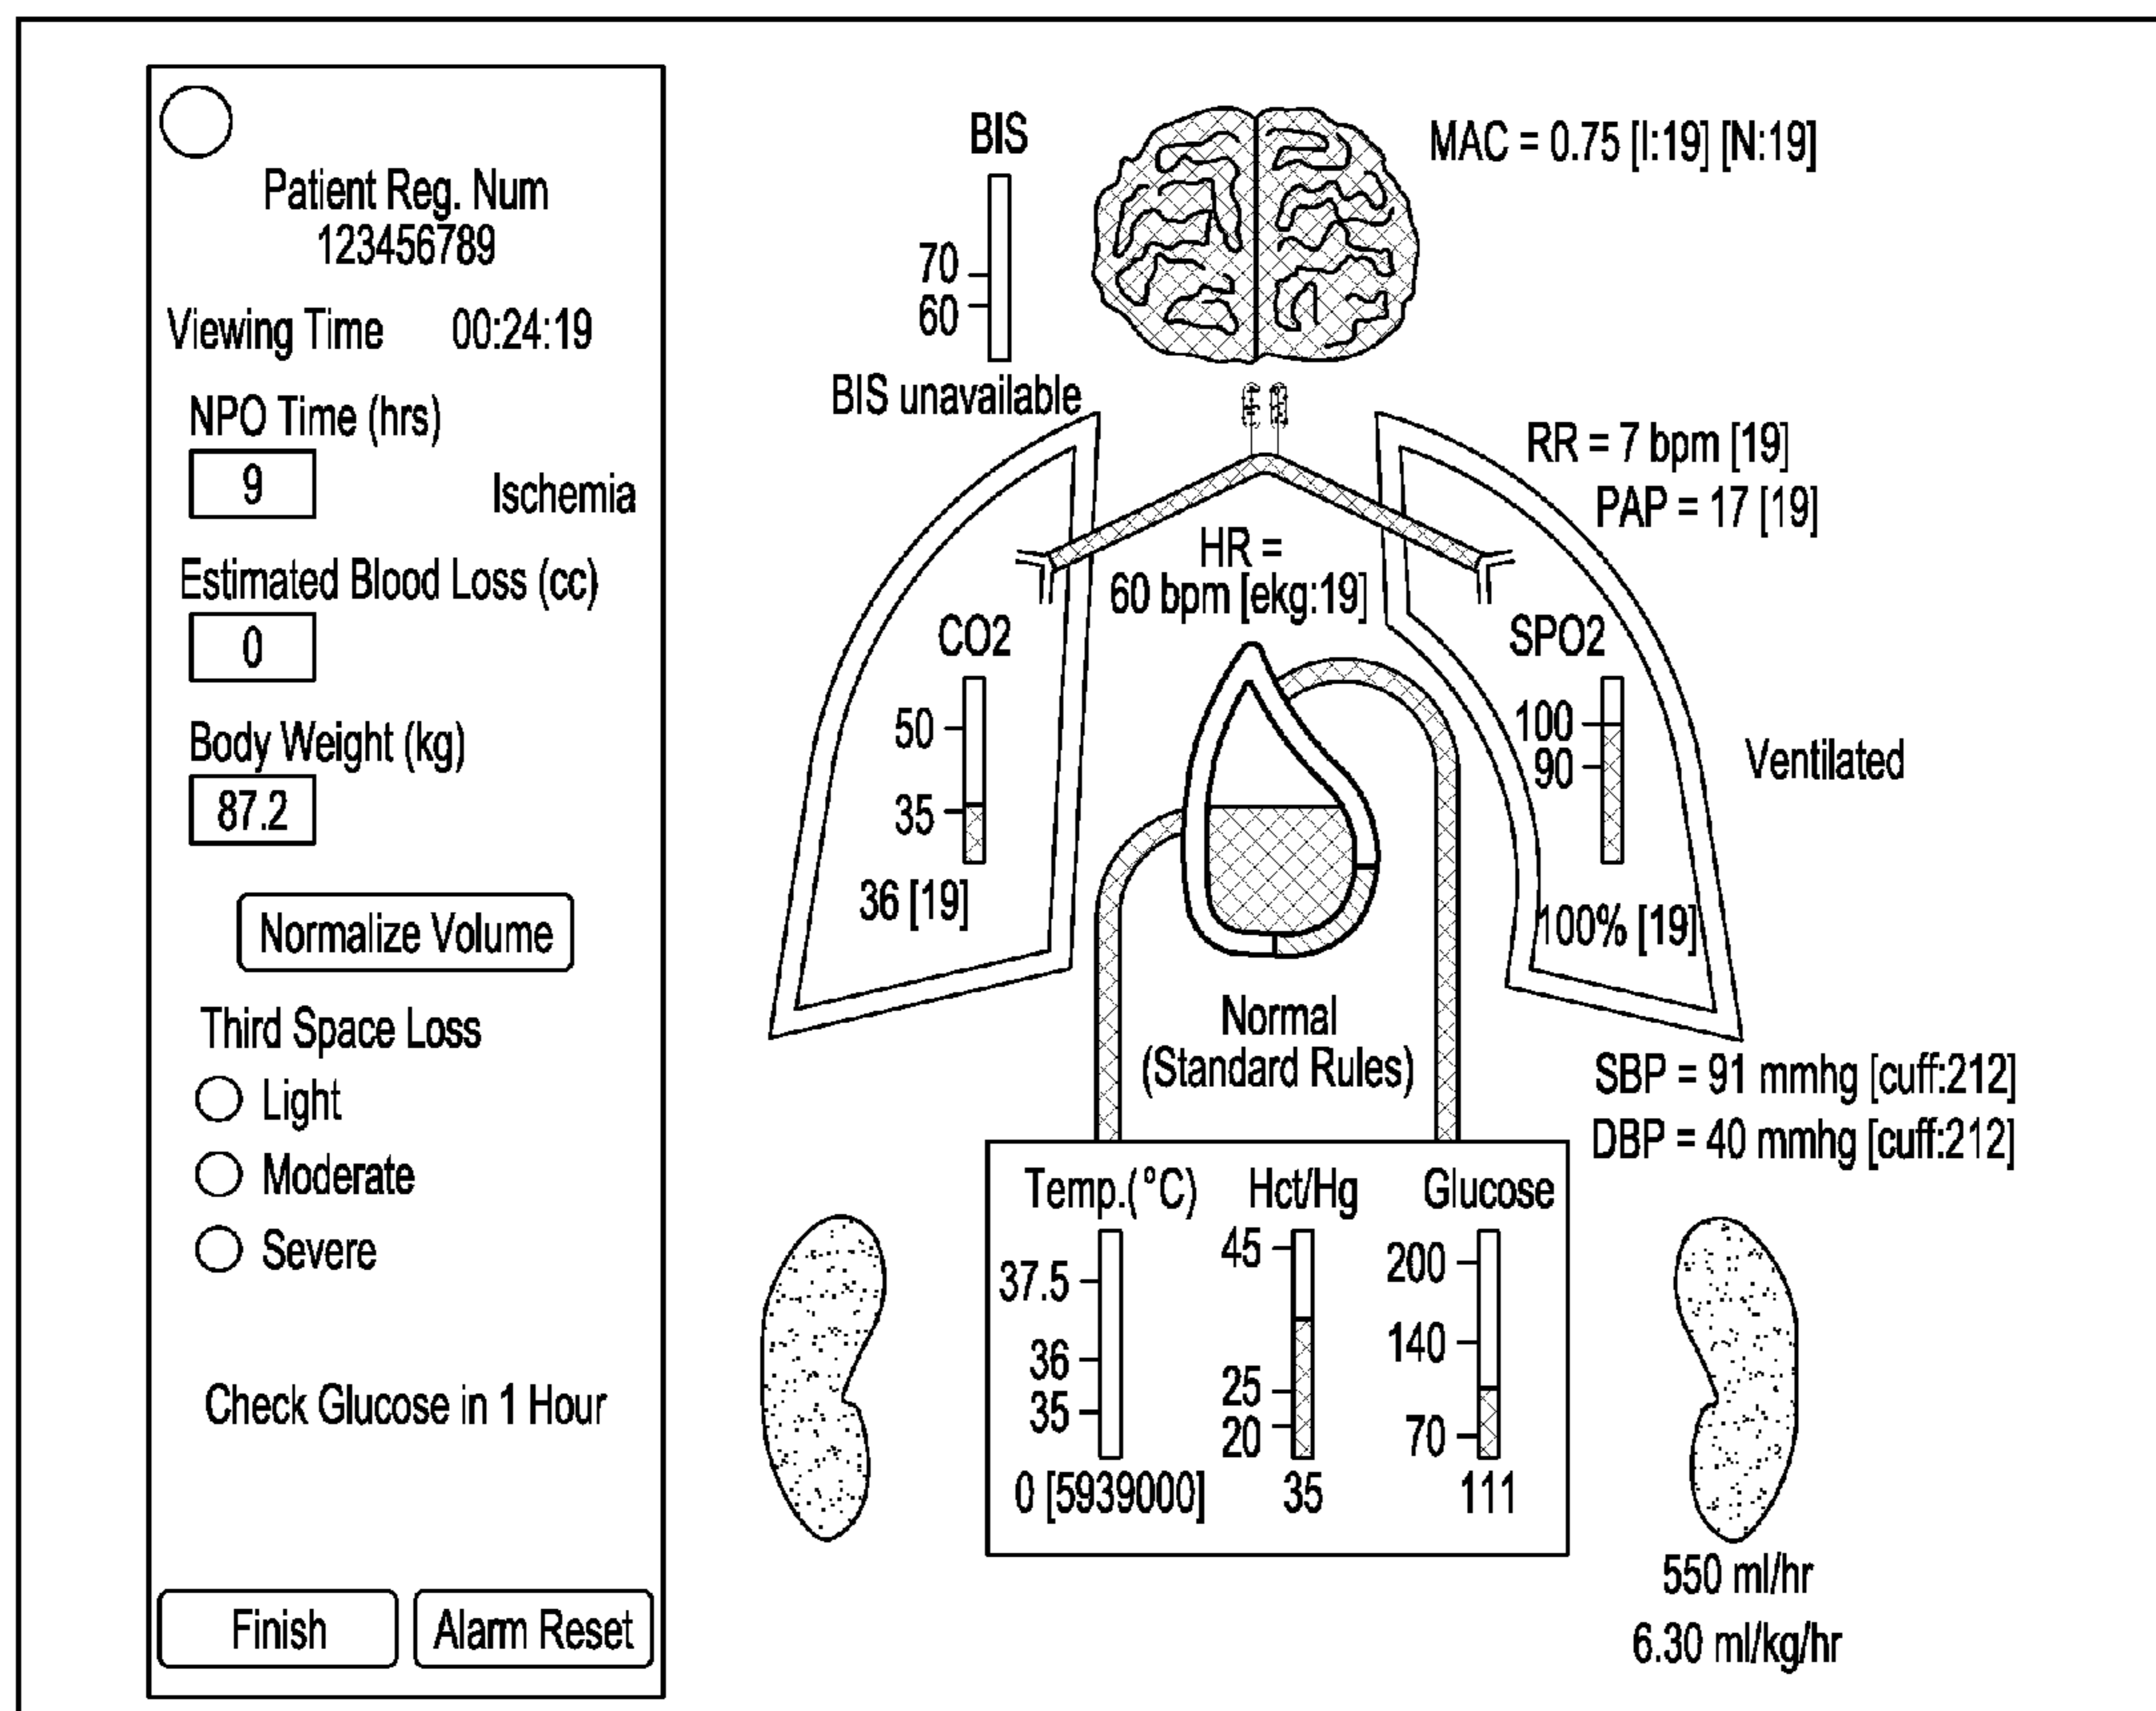 Patient Reg. Num
123456789
Viewing Time 00:24:19
NPO Time (hrs)
9
Ischemia
Estimated Blood Loss (cc)
0
Body Weight (kg)
87.2
Normalize Volume
Third Space Loss
Light
Moderate
Severe
Check Glucose in 1 Hour
Finish
Alarm Reset
BIS
70
60
BIS unavailable
MAC = 0.75 [I:19] [N:19]
RR = 7 bpm [19]
PAP = 17 [19]
HR =
60 bpm [ekg:19]
CO2
50
35
36 [19]
SPO2
100
90
100% [19]
Ventilated
Normal
(Standard Rules)
SBP = 91 mmhg [cuff:212]
DBP = 40 mmhg [cuff:212]
Temp.(°C)
37.5
36
35
0 [5939000]
Hct/Hg
45
25
20
35
Glucose
200
140
70
111
550 ml/hr
6.30 ml/kg/hr